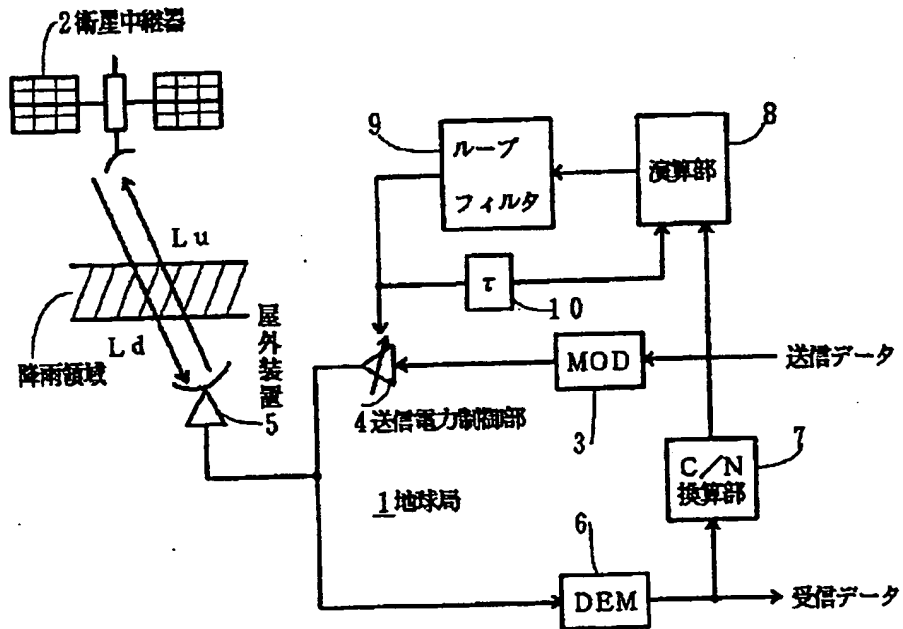 2衛星中継器
9
ループ
フィルタ
8
演算部
Lu
τ
10
降雨領域
Ld
屋外装置
5
4送信電力制御部
MOD
3
送信データ
C/N
換算部
7
1地球局
6
DEM
受信データ